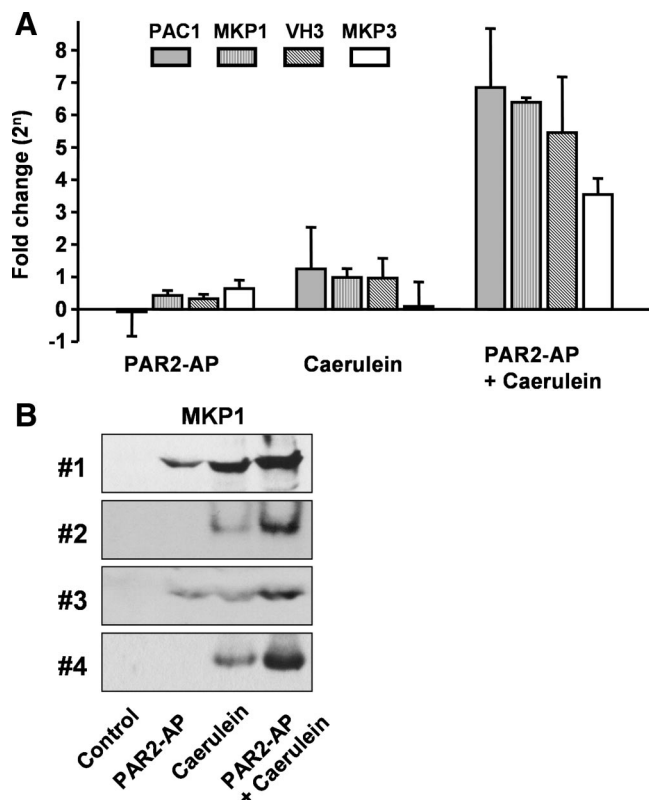 A
PAC1 MKP1 VH3 MKP3
Fold change (2ⁿ)
8
7
6
5
4
3
2
1
0
-1
PAR2-AP Caerulein PAR2-AP
+ Caerulein
B
MKP1
#1
#2
#3
#4
Control
PAR2-AP
Caerulein
PAR2-AP
+ Caerulein